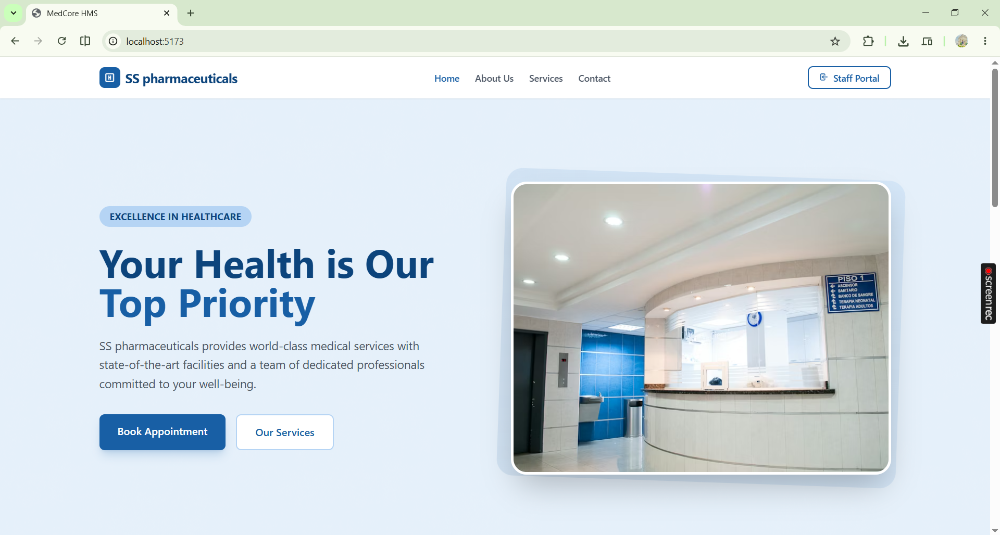 MedCore HMS
localhost:5173
H SS pharmaceuticals
Home
About Us
Services
Contact
Staff Portal
EXCELLENCE IN HEALTHCARE
Your Health is Our
Top Priority
SS pharmaceuticals provides world-class medical services with
state-of-the-art facilities and a team of dedicated professionals
committed to your well-being.
Book Appointment
Our Services
PISO 1
ASCENSOR
SANITARIO
BANCO DE SANGRE
TERAPIA NEONATAL
TERAPIA ADULTOS
screenrec